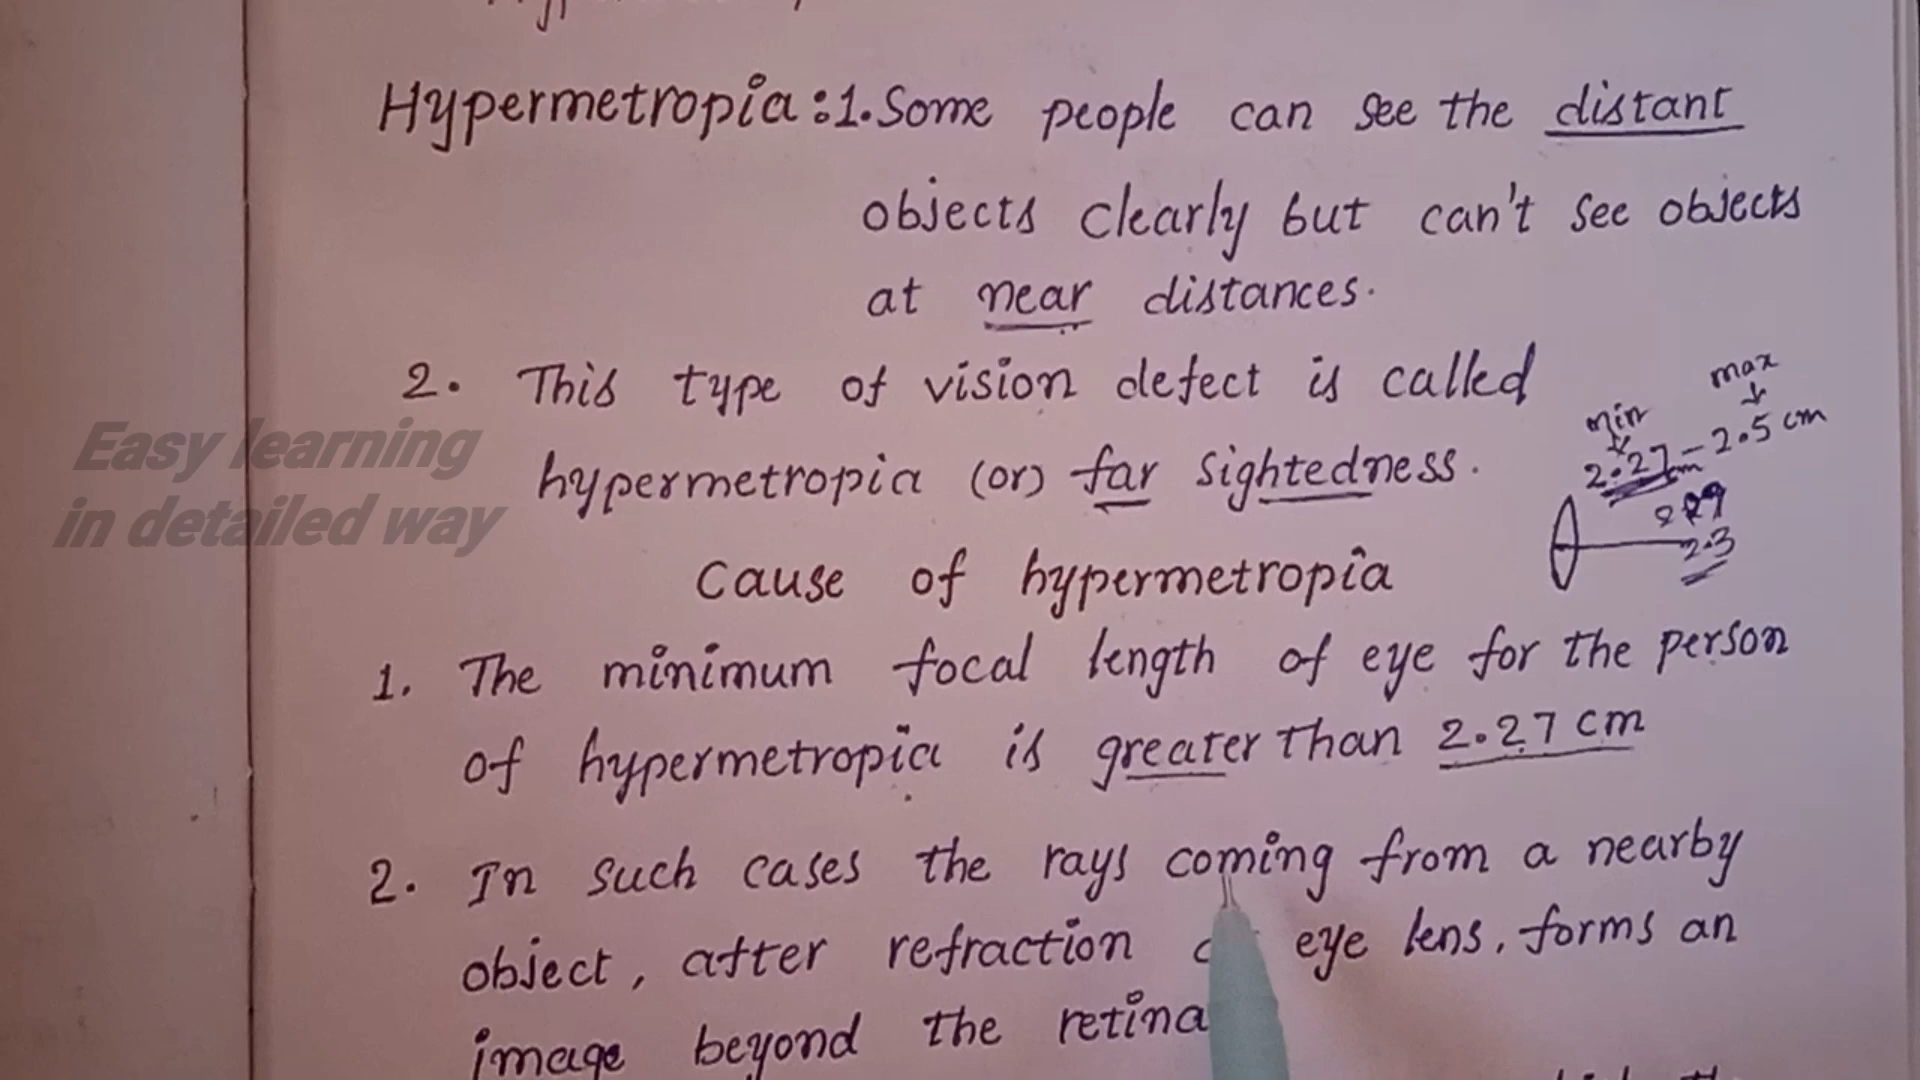 Hypermetropia: 1. Some people can see the distant
objects clearly but can't see objects
at near distances.
2. This type of vision defect is called
hypermetropia (or) far sightedness.
max
min
2.27cm - 2.5 cm
2.3
Easy learning
in detailed way
Cause of hypermetropia
1. The minimum focal length of eye for the person
of hypermetropia is greater than 2.27 cm
2. In such cases the rays coming from a nearby
object, after refraction eye lens, forms an
image beyond the retina